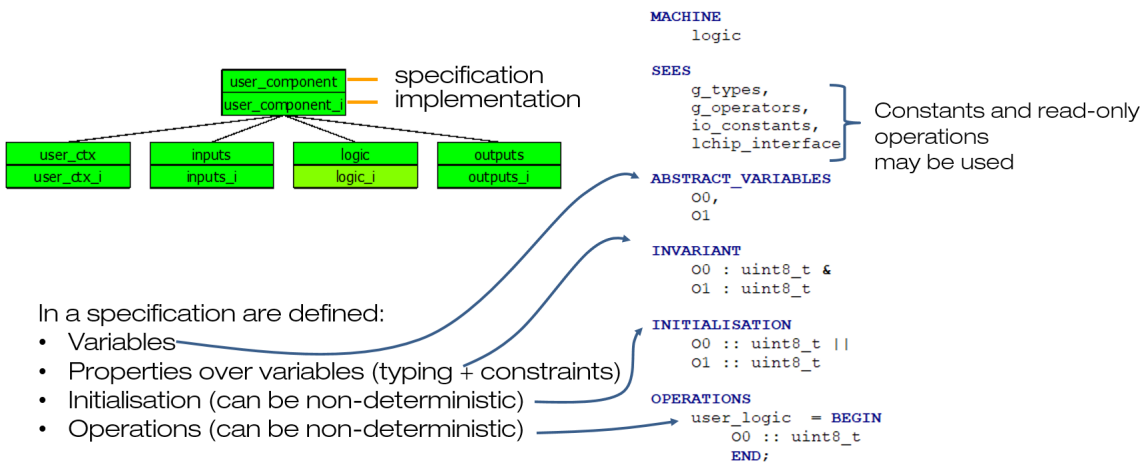 user_component
user_component_i
specification
implementation
user_ctx
user_ctx_i
inputs
inputs_i
logic
logic_i
outputs
outputs_i
In a specification are defined:
• Variables
• Properties over variables (typing + constraints)
• Initialisation (can be non-deterministic)
• Operations (can be non-deterministic)
MACHINE
logic
SEES
g_types,
g_operators,
io_constants,
lchip_interface
Constants and read-only
operations
may be used
ABSTRACT_VARIABLES
O0,
O1
INVARIANT
O0 : uint8_t &
O1 : uint8_t
INITIALISATION
O0 :: uint8_t ||
O1 :: uint8_t
OPERATIONS
user_logic = BEGIN
O0 :: uint8_t
END;